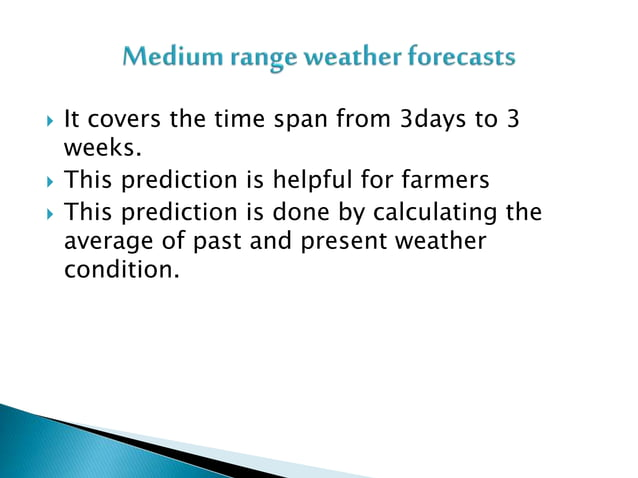 Medium range weather forecasts
It covers the time span from 3days to 3
weeks.
This prediction is helpful for farmers
This prediction is done by calculating the
average of past and present weather
condition.